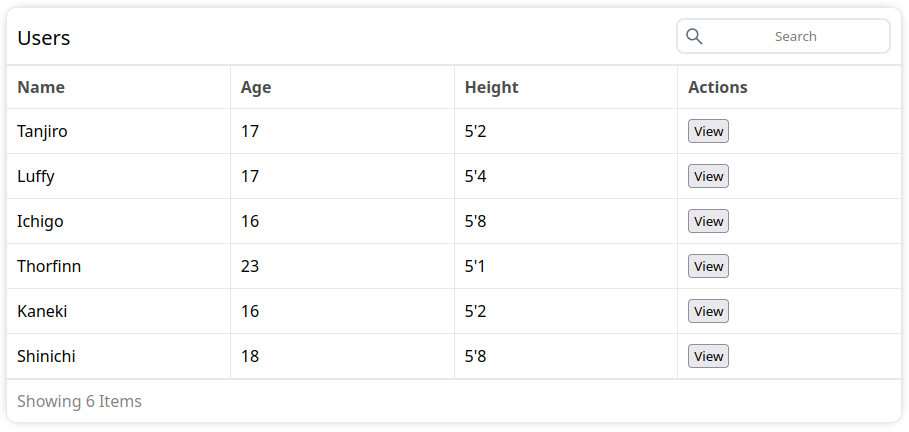 Users
Search
Name Age Height Actions
Tanjiro 17 5'2 View
Luffy 17 5'4 View
Ichigo 16 5'8 View
Thorfinn 23 5'1 View
Kaneki 16 5'2 View
Shinichi 18 5'8 View
Showing 6 Items